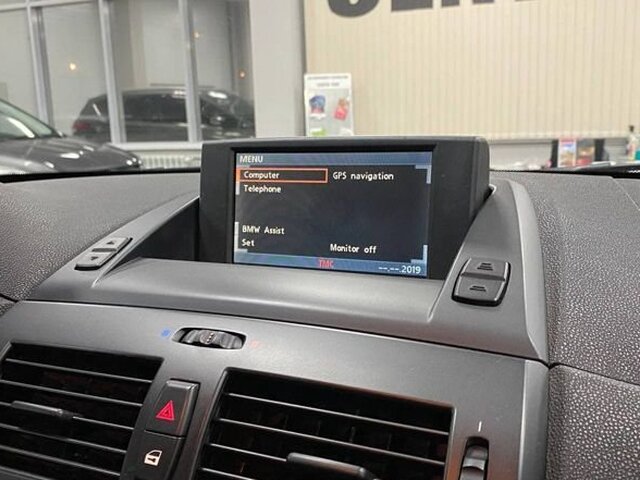 MENU
Computer GPS navigation
Telephone
BMW Assist
Set Monitor off
TMC
--.--.2019